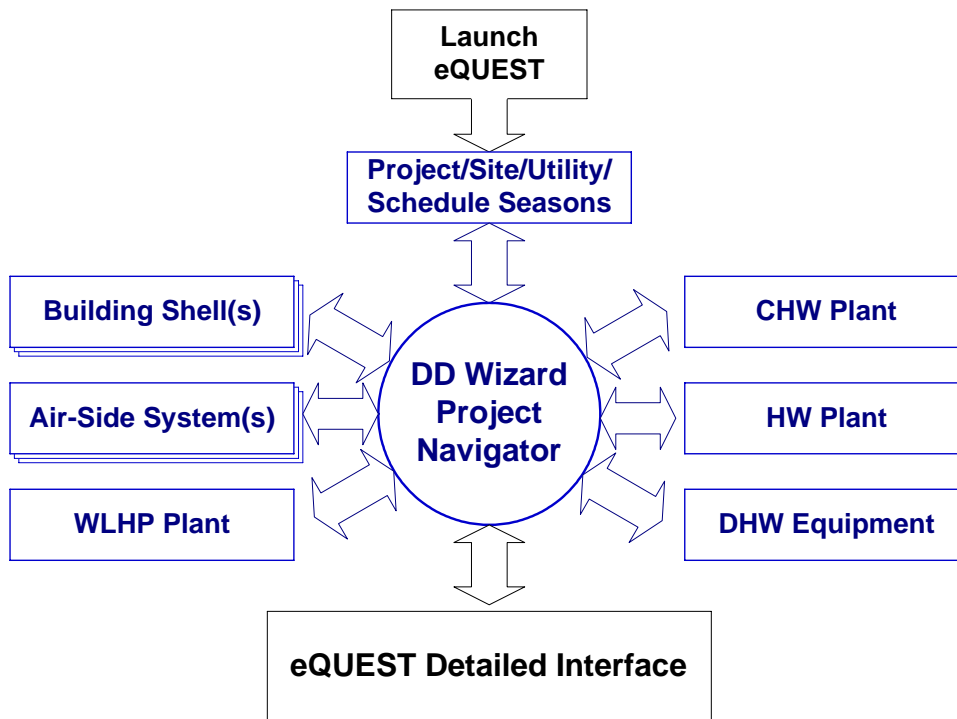 Launch
eQUEST
Project/Site/Utility/
Schedule Seasons
Building Shell(s)
Air-Side System(s)
WLHP Plant
DD Wizard
Project
Navigator
CHW Plant
HW Plant
DHW Equipment
eQUEST Detailed Interface